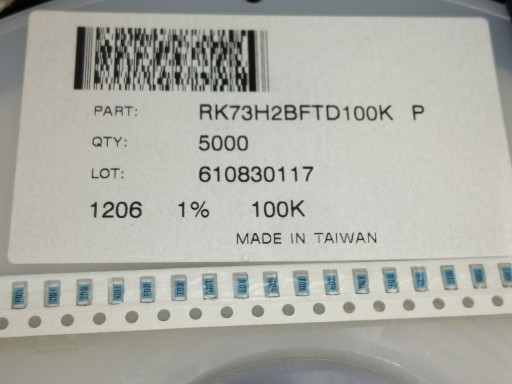 PART: RK73H2BFTD100K P
QTY: 5000
LOT: 610830117
1206 1% 100K
MADE IN TAIWAN